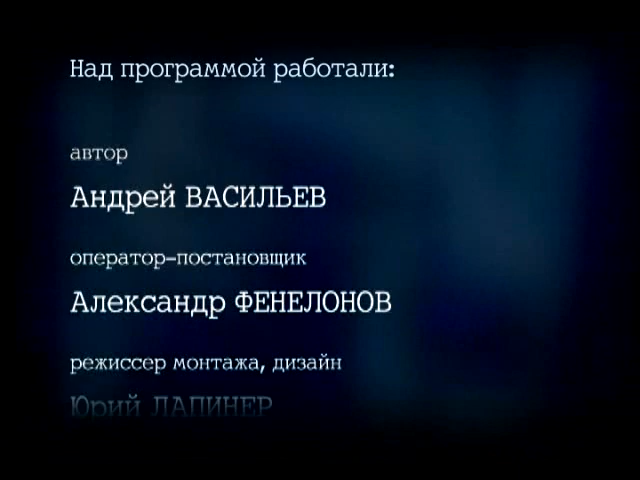 Над программой работали:
автор
Андрей ВАСИЛЬЕВ
оператор-постановщик
Александр ФЕНЕЛОНОВ
режиссер монтажа, дизайн
Юрий ЛАПИНЕР